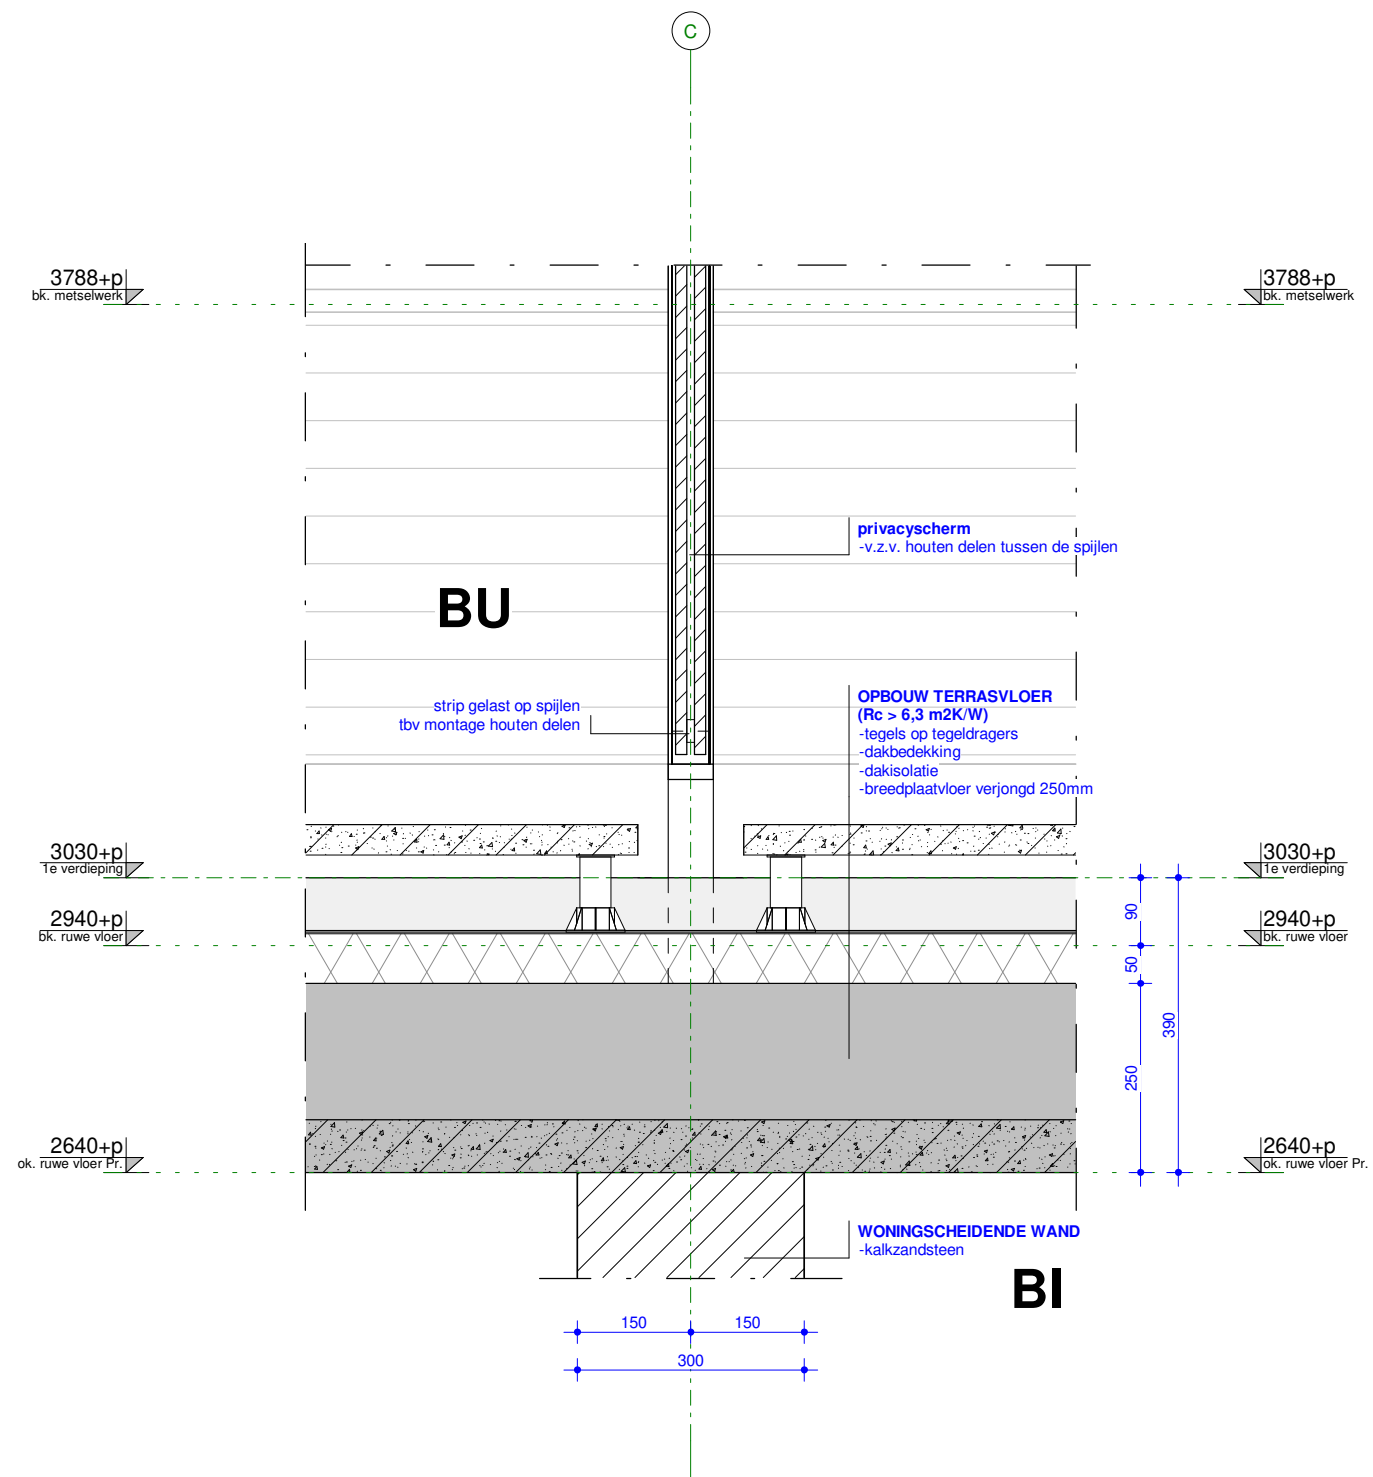 C
3788+p
bk. metselwerk
3788+p
bk. metselwerk
privacyscherm
-v.z.v. houten delen tussen de spijlen
BU
strip gelast op spijlen
tbv montage houten delen
OPBOUW TERRASVLOER
(Rc > 6,3 m2K/W)
-tegels op tegeldragers
-dakbedekking
-dakisolatie
-breedplaatvloer verjongd 250mm
3030+p
1e verdieping
3030+p
1e verdieping
90
2940+p
bk. ruwe vloer
2940+p
bk. ruwe vloer
50
390
250
2640+p
ok. ruwe vloer Pr.
2640+p
ok. ruwe vloer Pr.
WONINGSCHEIDENDE WAND
-kalkzandsteen
BI
150
150
300